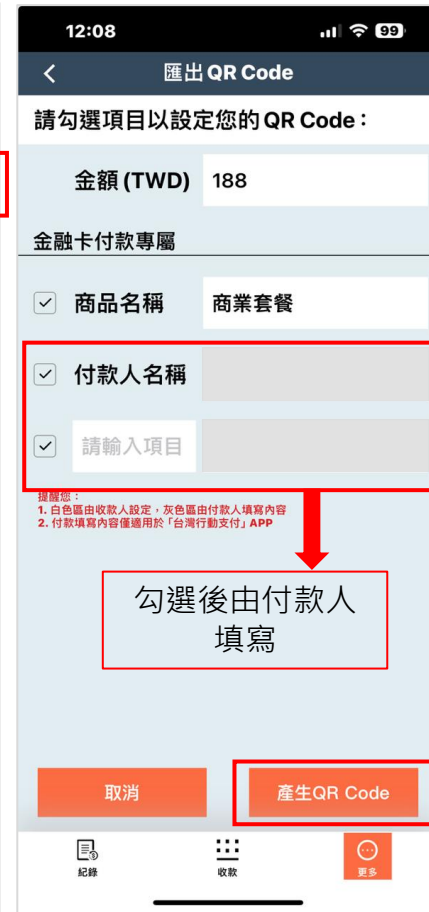 12:08
99
匯出 QR Code
請勾選項目以設定您的 QR Code：
金額 (TWD) 188
金融卡付款專屬
商品名稱 商業套餐
付款人名稱
請輸入項目
提醒您：
1. 白色區由收款人設定，灰色區由付款人填寫內容
2. 付款填寫內容僅適用於「台灣行動支付」APP
勾選後由付款人
填寫
取消 產生QR Code
紀錄 收款 更多